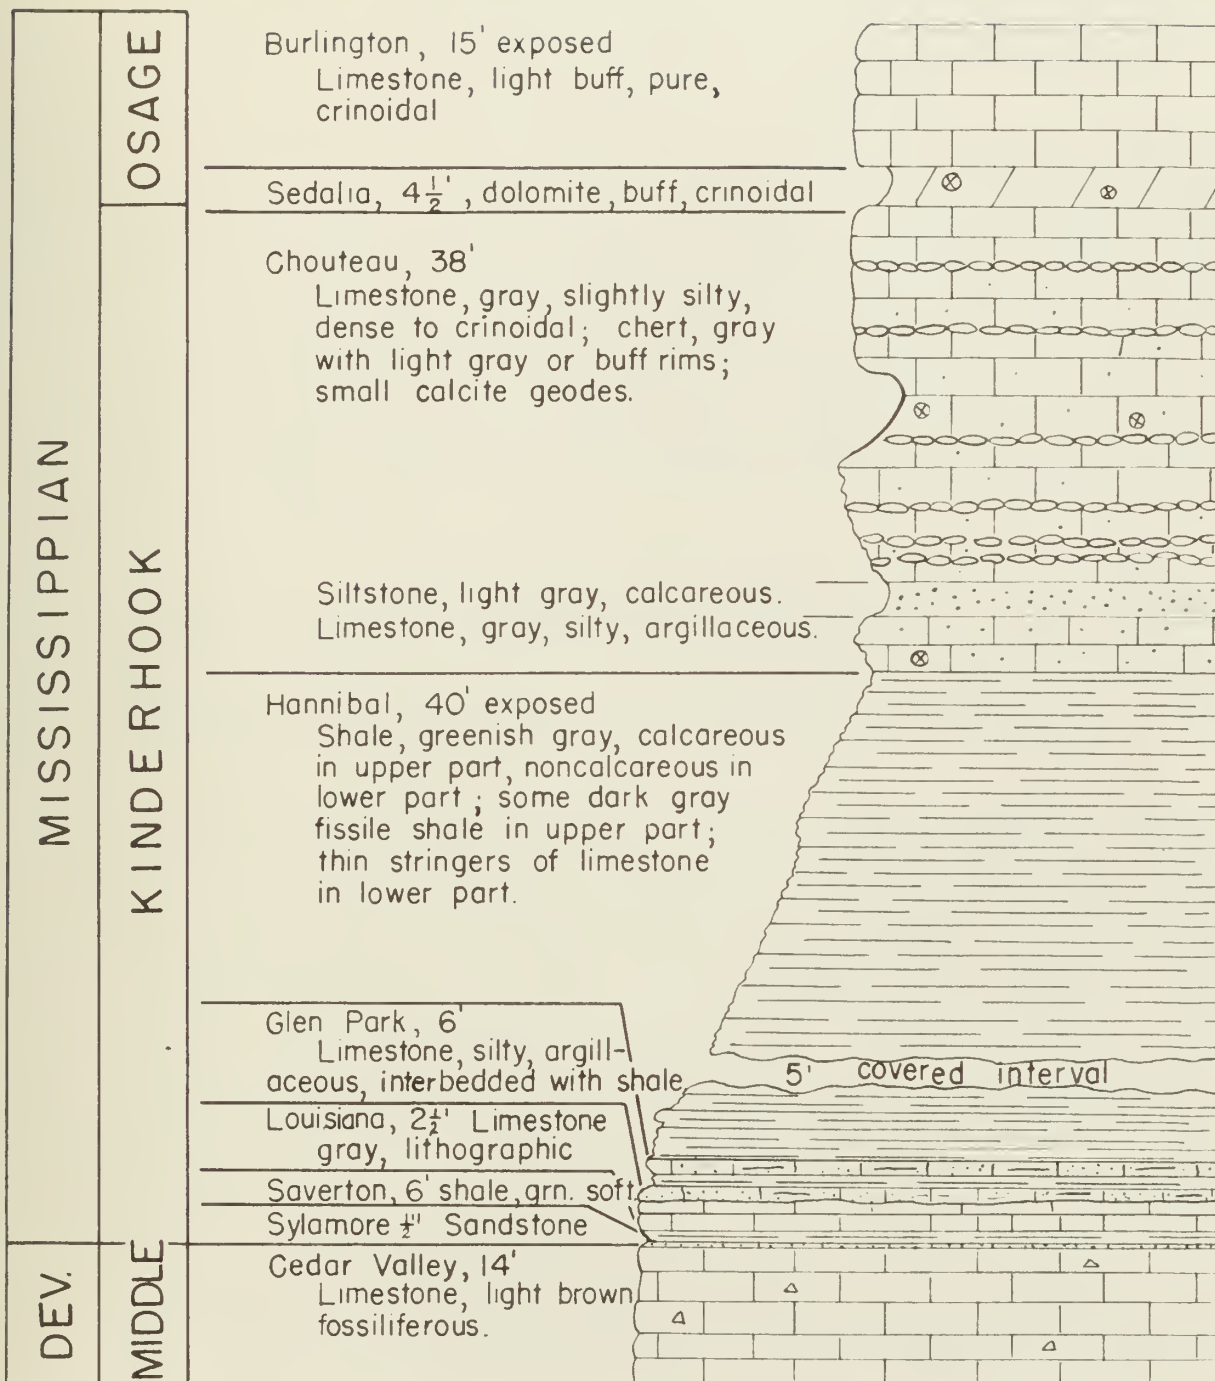 MISSISSIPPIAN
DEV.
OSAGE
KINDERHOOK
MIDDLE
Burlington, 15' exposed
Limestone, light buff, pure,
crinoidal
Sedalia, 4 1/2', dolomite, buff, crinoidal
Chouteau, 38'
Limestone, gray, slightly silty,
dense to crinoidal; chert, gray
with light gray or buff rims;
small calcite geodes.
Siltstone, light gray, calcareous.
Limestone, gray, silty, argillaceous.
Hannibal, 40' exposed
Shale, greenish gray, calcareous
in upper part, noncalcareous in
lower part; some dark gray
fissile shale in upper part;
thin stringers of limestone
in lower part.
Glen Park, 6'
Limestone, silty, argill-
aceous, interbedded with shale
5' covered interval
Louisiana, 2 1/2' Limestone
gray, lithographic
Saverton, 6' shale, grn. soft
Sylamore 1/2" Sandstone
Cedar Valley, 14'
Limestone, light brown
fossiliferous.